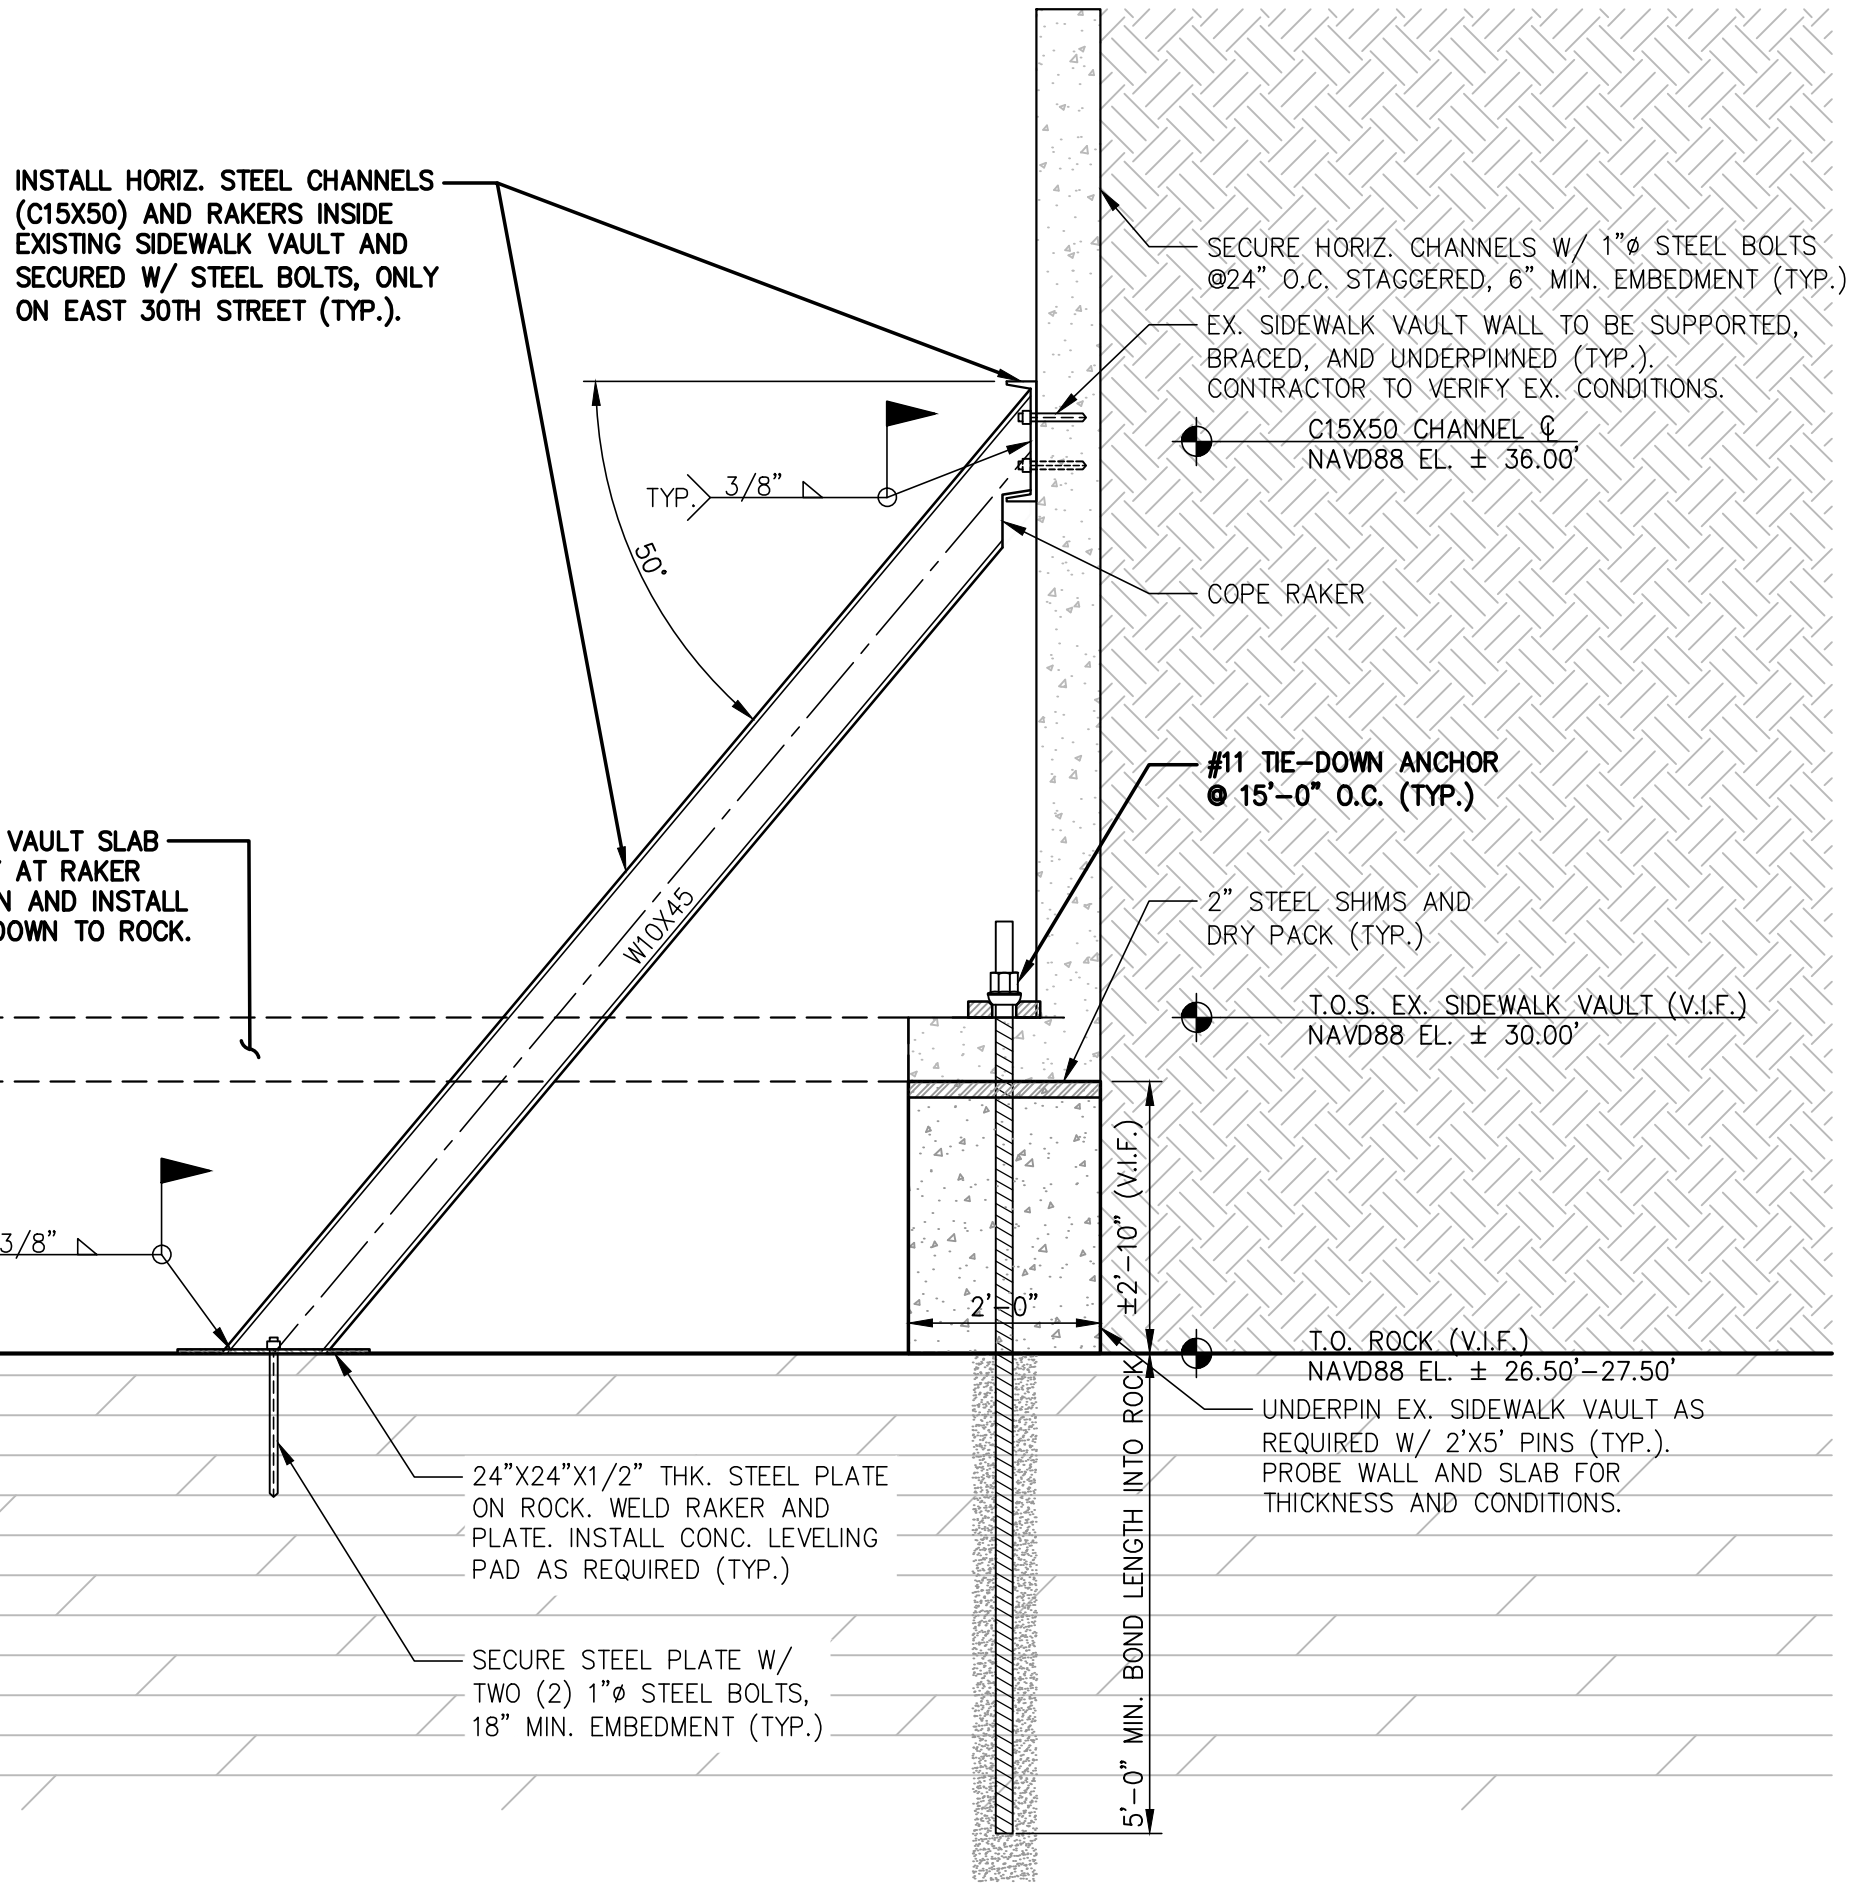 INSTALL HORIZ. STEEL CHANNELS
(C15X50) AND RAKERS INSIDE
EXISTING SIDEWALK VAULT AND
SECURED W/ STEEL BOLTS, ONLY
ON EAST 30TH STREET (TYP.).
SECURE HORIZ. CHANNELS W/ 1"ø STEEL BOLTS
@24" O.C. STAGGERED, 6" MIN. EMBEDMENT (TYP.)
EX. SIDEWALK VAULT WALL TO BE SUPPORTED,
BRACED, AND UNDERPINNED (TYP.).
CONTRACTOR TO VERIFY EX. CONDITIONS.
C15X50 CHANNEL ℄
NAVD88 EL. ± 36.00'
TYP.
3/8"
50°
COPE RAKER
#11 TIE-DOWN ANCHOR
@ 15'-0" O.C. (TYP.)
VAULT SLAB
AT RAKER
AND INSTALL
DOWN TO ROCK.
W10X45
2" STEEL SHIMS AND
DRY PACK (TYP.)
T.O.S. EX. SIDEWALK VAULT (V.I.F.)
NAVD88 EL. ± 30.00'
±2'-10" (V.I.F.)
3/8"
2'-0"
T.O. ROCK (V.I.F.)
NAVD88 EL. ± 26.50'-27.50'
UNDERPIN EX. SIDEWALK VAULT AS
REQUIRED W/ 2'X5' PINS (TYP.).
PROBE WALL AND SLAB FOR
THICKNESS AND CONDITIONS.
24"X24"X1/2" THK. STEEL PLATE
ON ROCK. WELD RAKER AND
PLATE. INSTALL CONC. LEVELING
PAD AS REQUIRED (TYP.)
5'-0" MIN. BOND LENGTH INTO ROCK
SECURE STEEL PLATE W/
TWO (2) 1"ø STEEL BOLTS,
18" MIN. EMBEDMENT (TYP.)